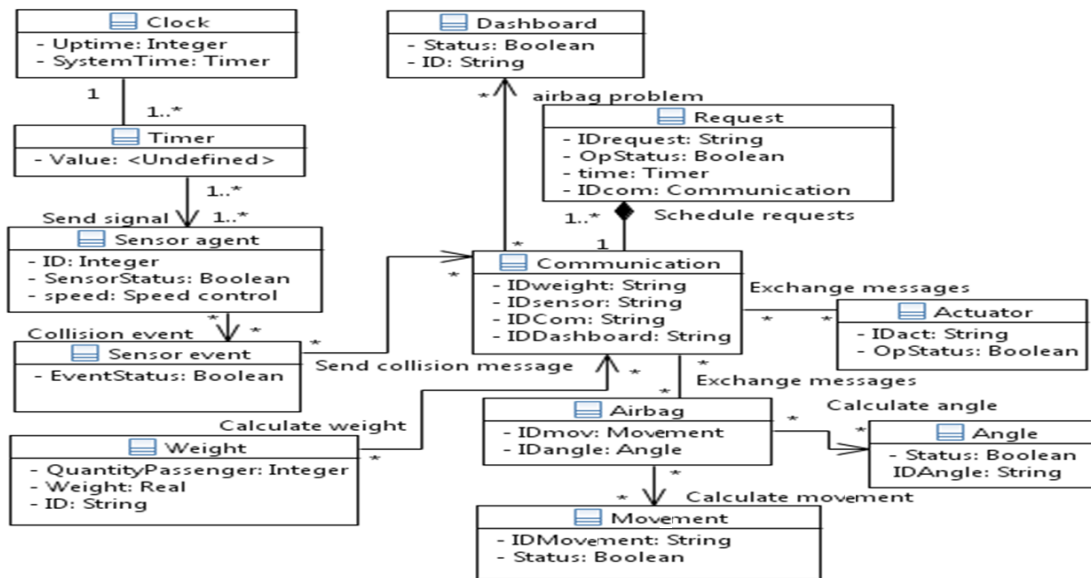 Clock
- Uptime: Integer
- SystemTime: Timer
1
1..*
Timer
- Value: <Undefined>
1..*
Send signal
1..*
Sensor agent
- ID: Integer
- SensorStatus: Boolean
- speed: Speed control
*
Collision event
*
Sensor event
- EventStatus: Boolean
*
Send collision message
*
Dashboard
- Status: Boolean
- ID: String
*
airbag problem
*
Request
- IDrequest: String
- OpStatus: Boolean
- time: Timer
- IDcom: Communication
1..*
Schedule requests
1
Communication
- IDweight: String
- IDsensor: String
- IDCom: String
- IDDashboard: String
Exchange messages
*
*
Actuator
- IDact: String
- OpStatus: Boolean
*
Calculate weight
*
Weight
- QuantityPassenger: Integer
- Weight: Real
- ID: String
*
Exchange messages
*
Airbag
- IDmov: Movement
- IDangle: Angle
*
Calculate angle
*
Angle
- Status: Boolean
IDAngle: String
*
*
Calculate movement
Movement
- IDMovement: String
- Status: Boolean